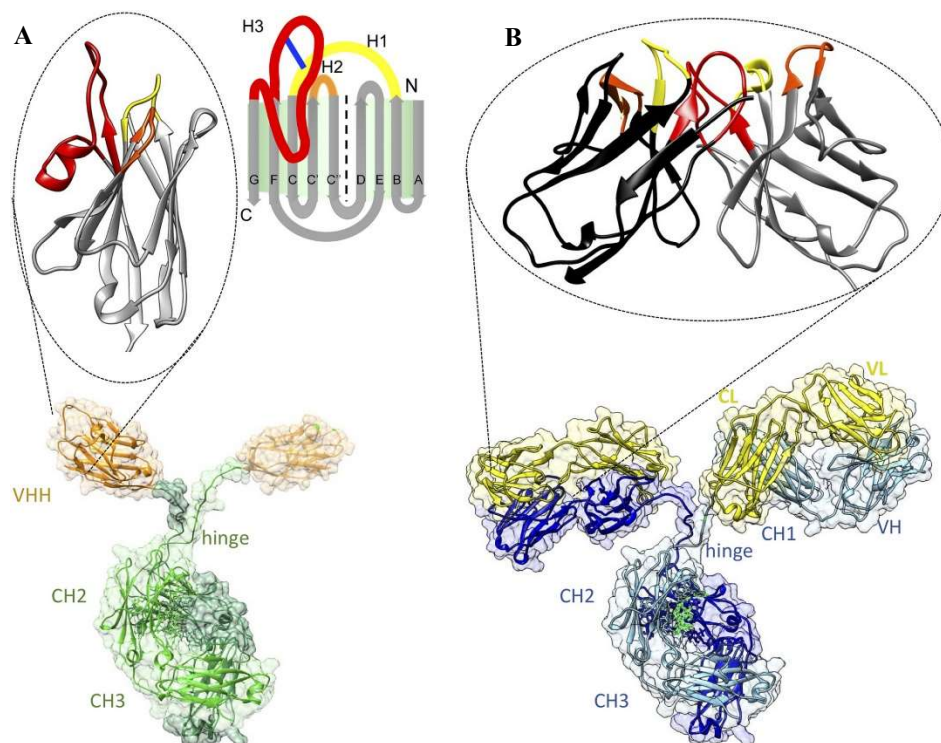 A
H3
H1
H2
N
G F C C' C'' D E B A
C
B
VHH
hinge
CH2
CH3
VL
CL
CH1
VH
hinge
CH2
CH3